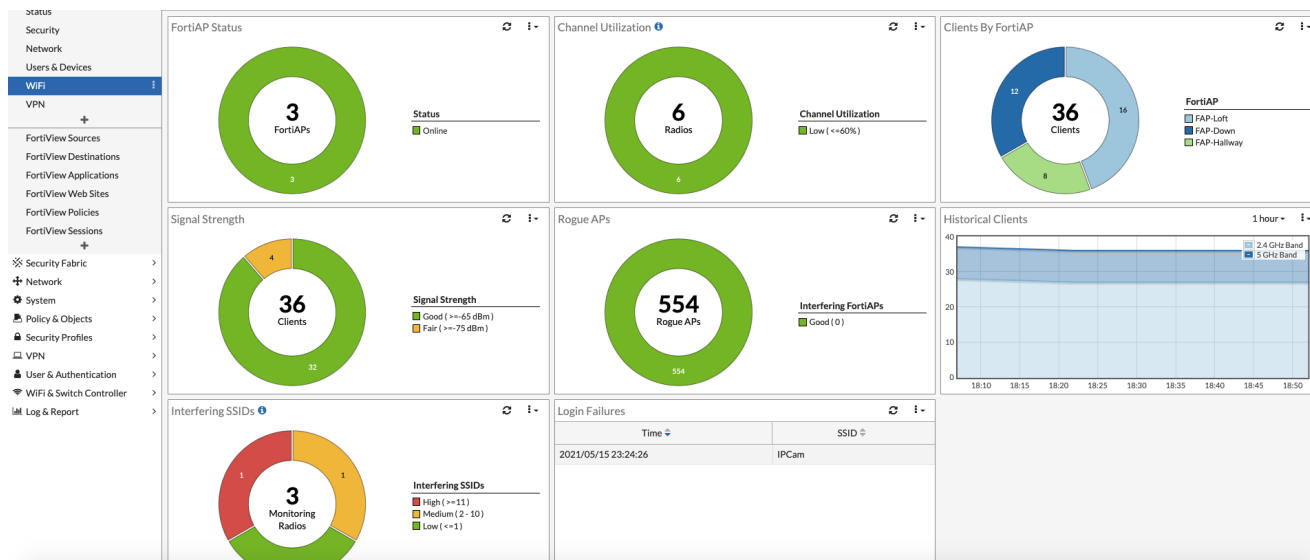 Status
Security
Network
Users & Devices
WiFi
VPN
FortiView Sources
FortiView Destinations
FortiView Applications
FortiView Web Sites
FortiView Policies
FortiView Sessions
Security Fabric
Network
System
Policy & Objects
Security Profiles
VPN
User & Authentication
WiFi & Switch Controller
Log & Report
FortiAP Status
3
FortiAPs
3
Status
Online
Channel Utilization
6
Radios
6
Channel Utilization
Low ( <=60%)
Clients By FortiAP
12
16
8
36
Clients
FortiAP
FAP-Loft
FAP-Down
FAP-Hallway
Signal Strength
4
36
Clients
32
Signal Strength
Good ( >=-65 dBm )
Fair ( >=-75 dBm )
Rogue APs
554
Rogue APs
554
Interfering FortiAPs
Good ( 0 )
Historical Clients
1 hour
40
30
20
10
0
2.4 GHz Band
5 GHz Band
18:10 18:15 18:20 18:25 18:30 18:35 18:40 18:45 18:50
Interfering SSIDs
1
1
3
Monitoring
Radios
Interfering SSIDs
High ( >=11 )
Medium ( 2 - 10 )
Low ( <=1 )
Login Failures
Time SSID
2021/05/15 23:24:26 IPCam